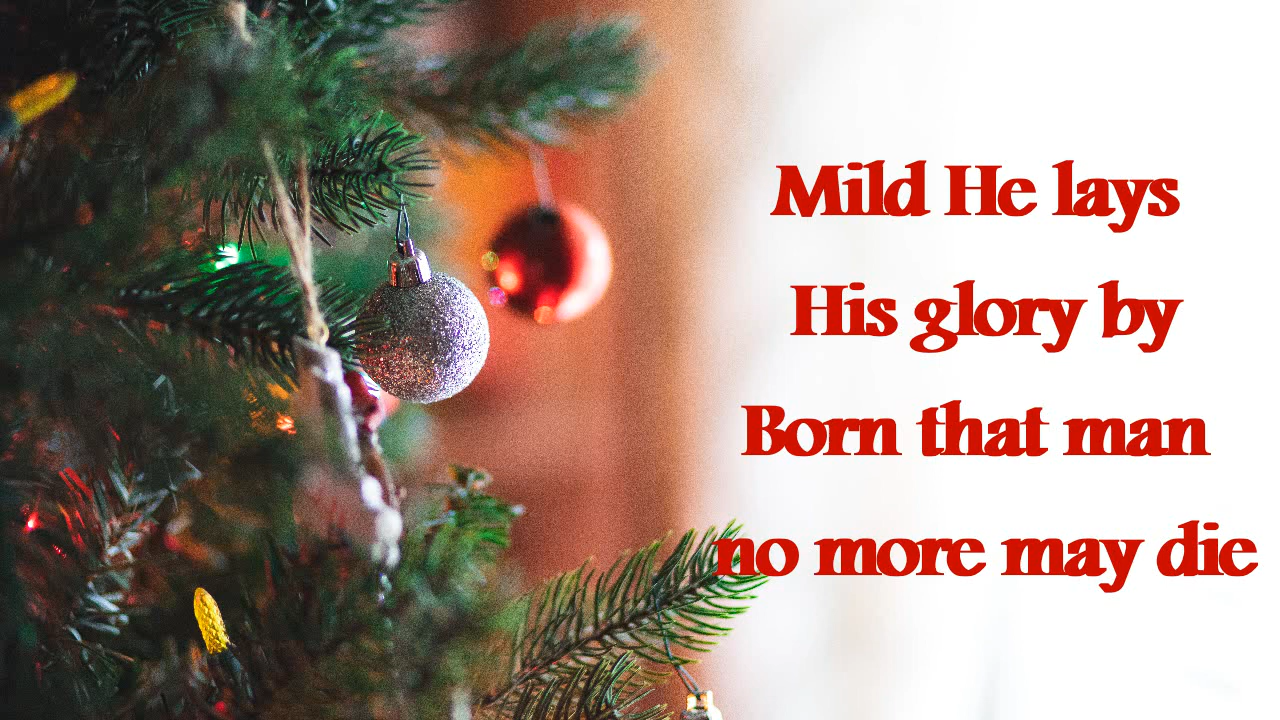 Mild He lays
His glory by
Born that man
no more may die